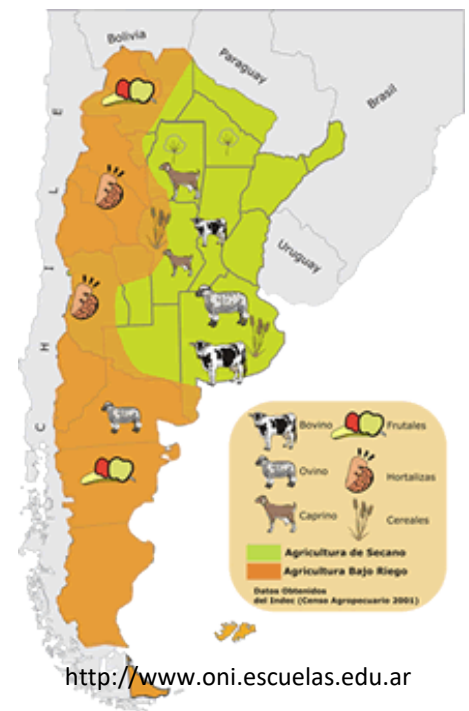 Bolivia
Paraguay
Brasil
Uruguay
C H I L E
Bovino
Frutales
Ovino
Hortalizas
Caprino
Cereales
Agricultura de Secano
Agricultura Bajo Riego
Datos Obtenidos
del Indec (Censo Agropecuario 2001)
http://www.oni.escuelas.edu.ar